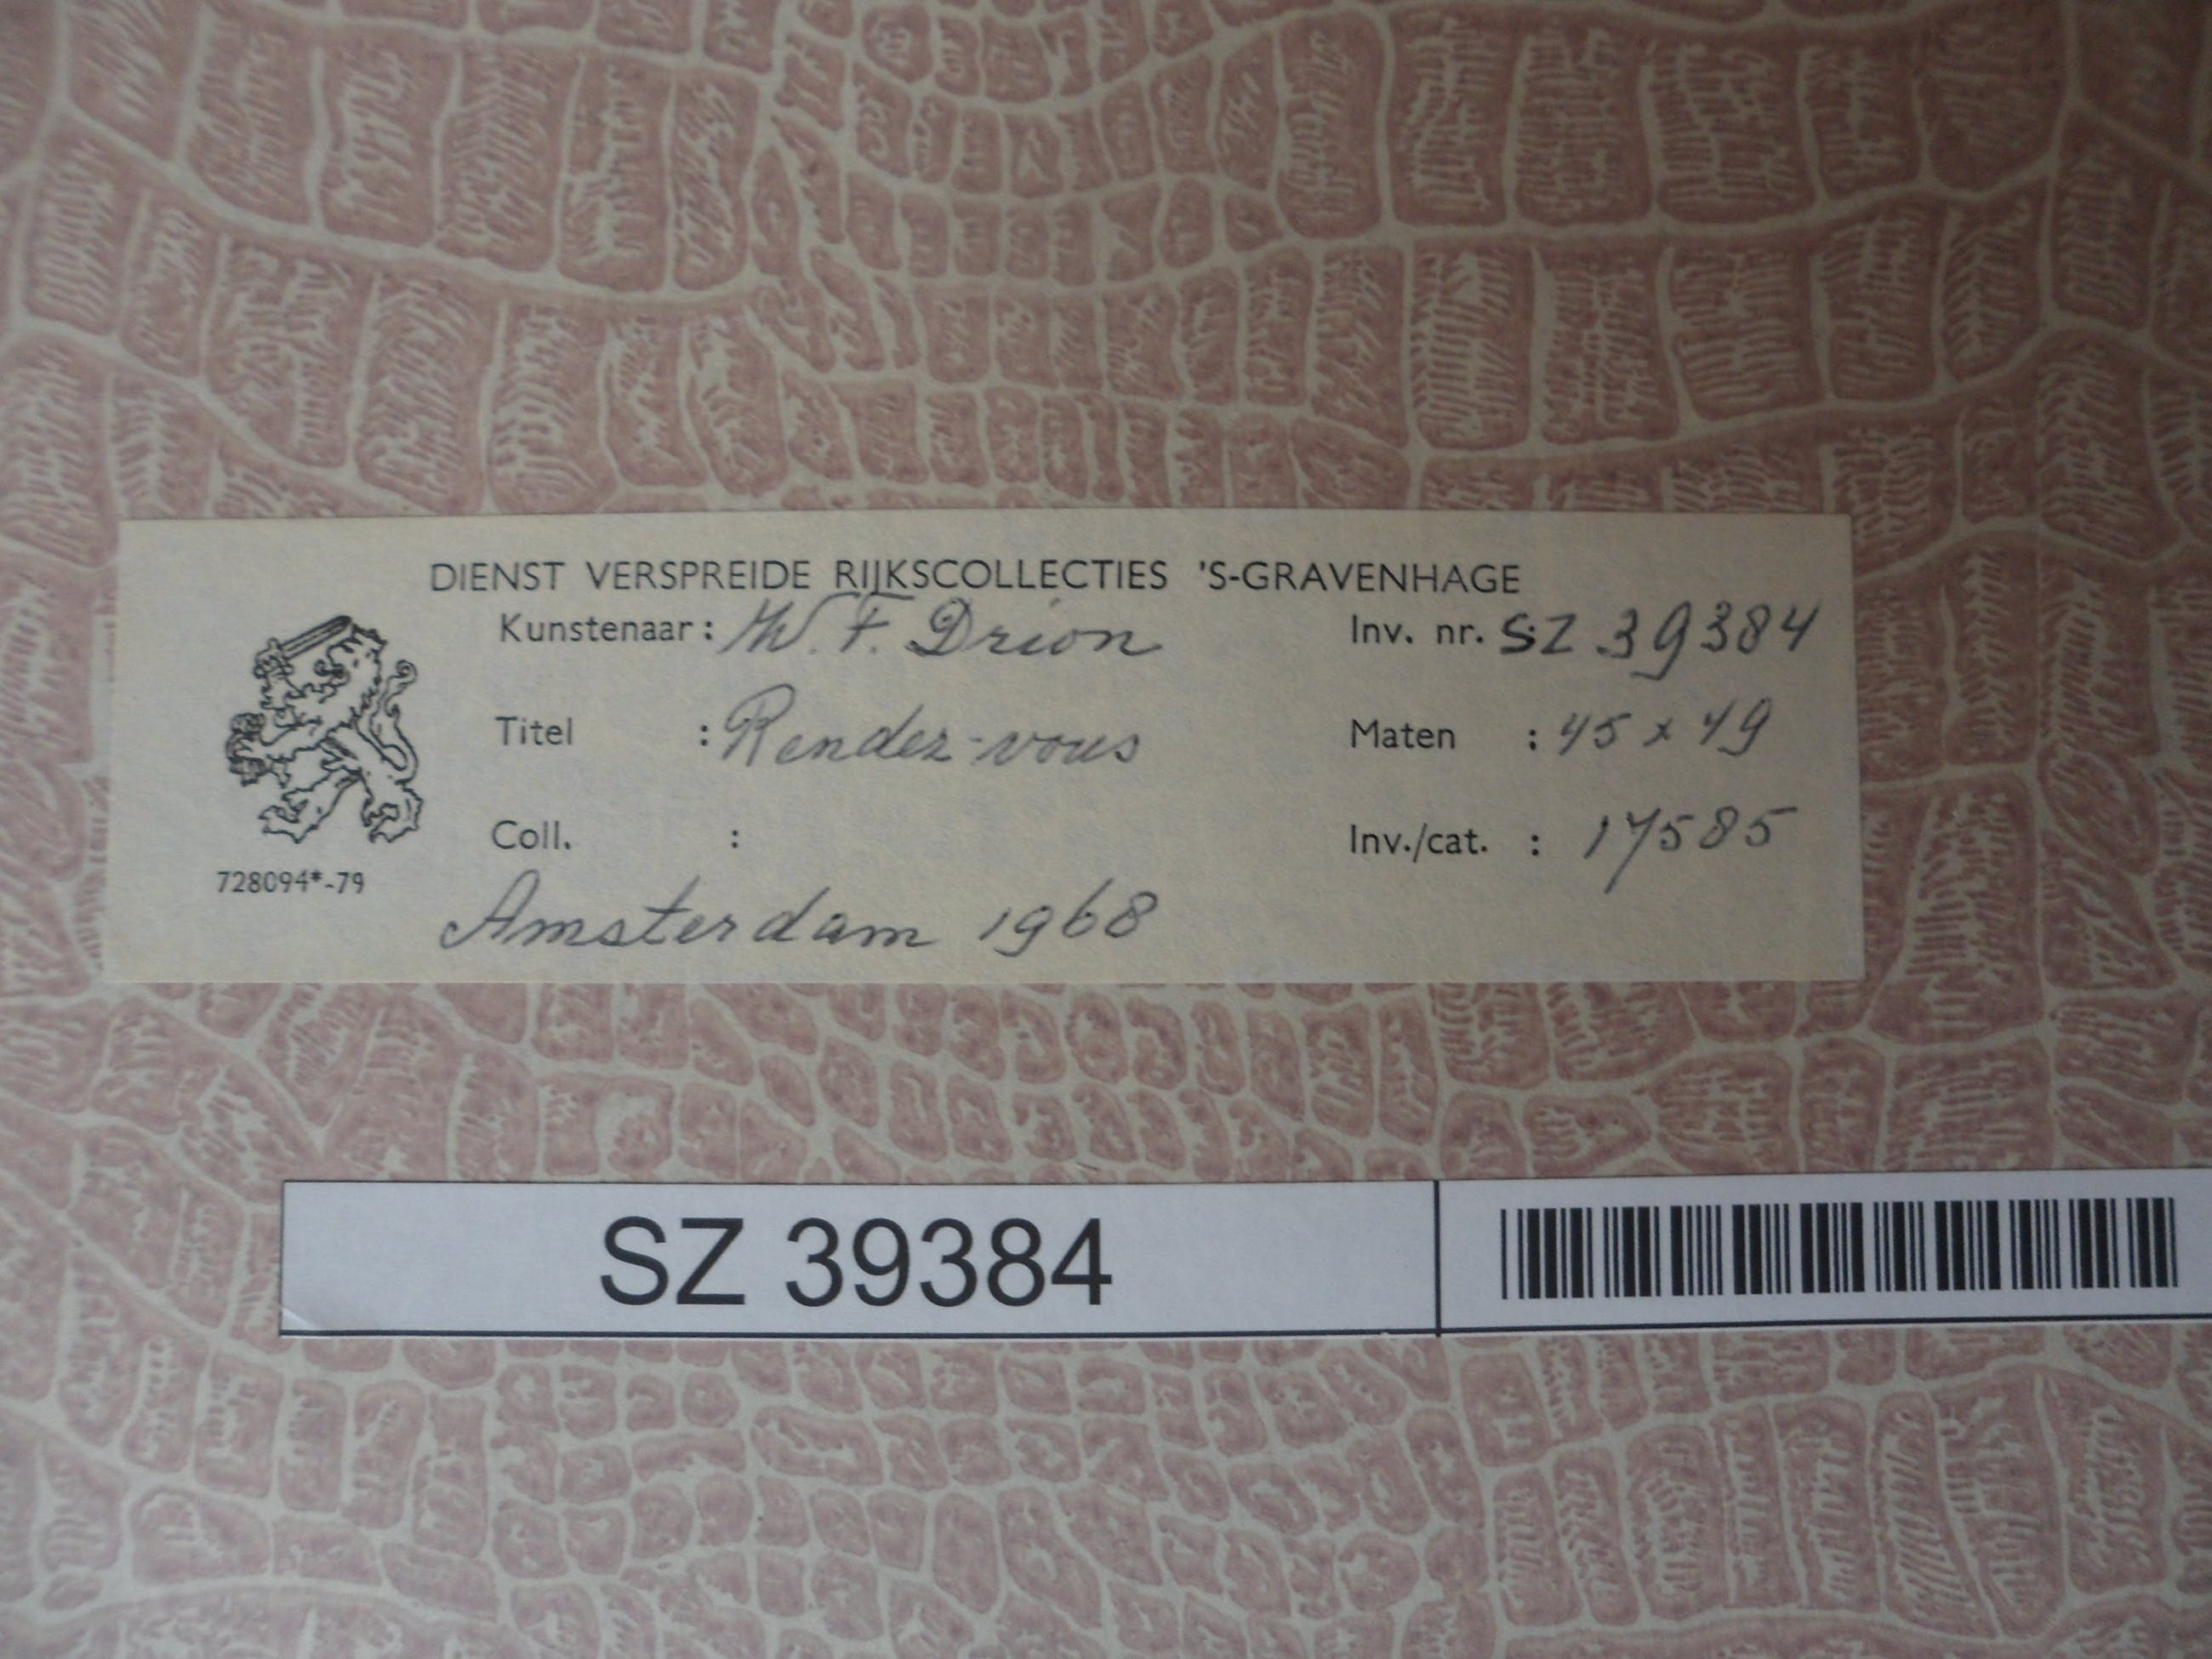 DIENST VERSPREIDE RIJKSCOLLECTIES 'S-GRAVENHAGE
Kunstenaar: W. F. Drion Inv. nr. SZ 39384
Titel : Rendez-vous Maten : 45 x 49
Coll. : Inv./cat. : 17585
728094*-79
Amsterdam 1968
SZ 39384